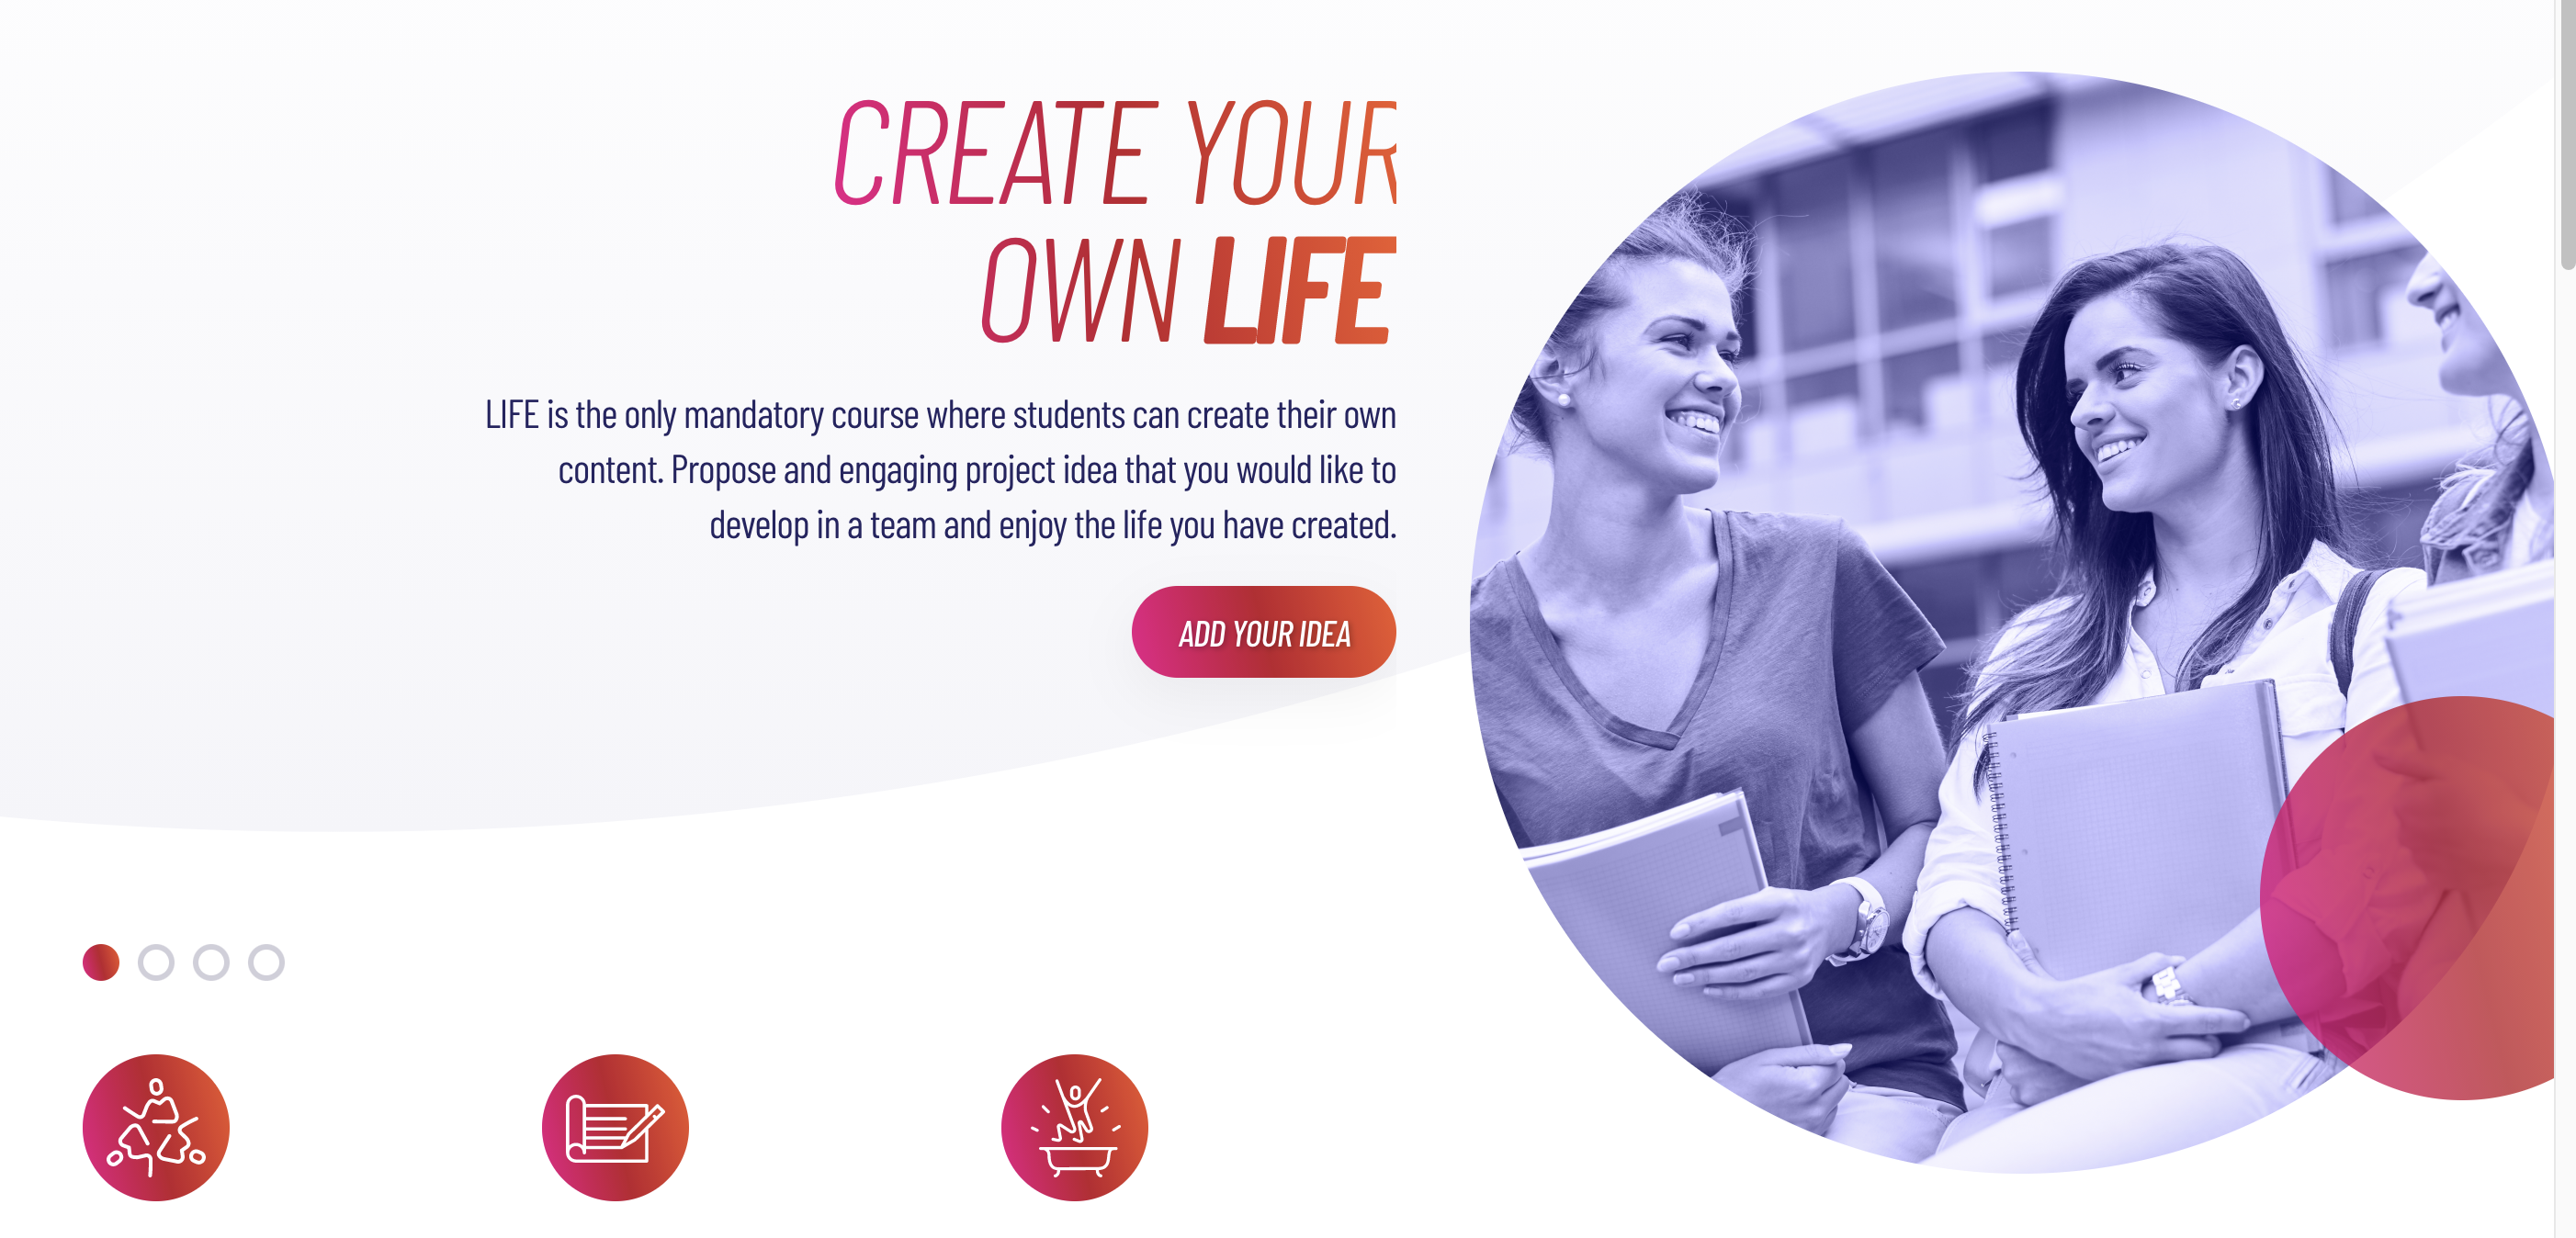 CREATE YOUR
OWN LIFE
LIFE is the only mandatory course where students can create their own
content. Propose and engaging project idea that you would like to
develop in a team and enjoy the life you have created.
ADD YOUR IDEA